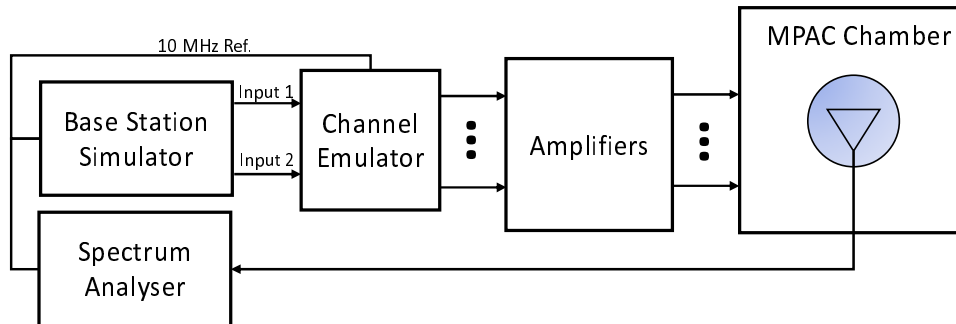 10 MHz Ref.
MPAC Chamber
Base Station
Simulator
Input 1
Input 2
Channel
Emulator
Amplifiers
Spectrum
Analyser